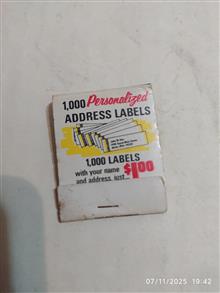 1,000 Personalized
ADDRESS LABELS
1,000 LABELS
with your name
and address, just... $1.00
07/11/2025 19:42